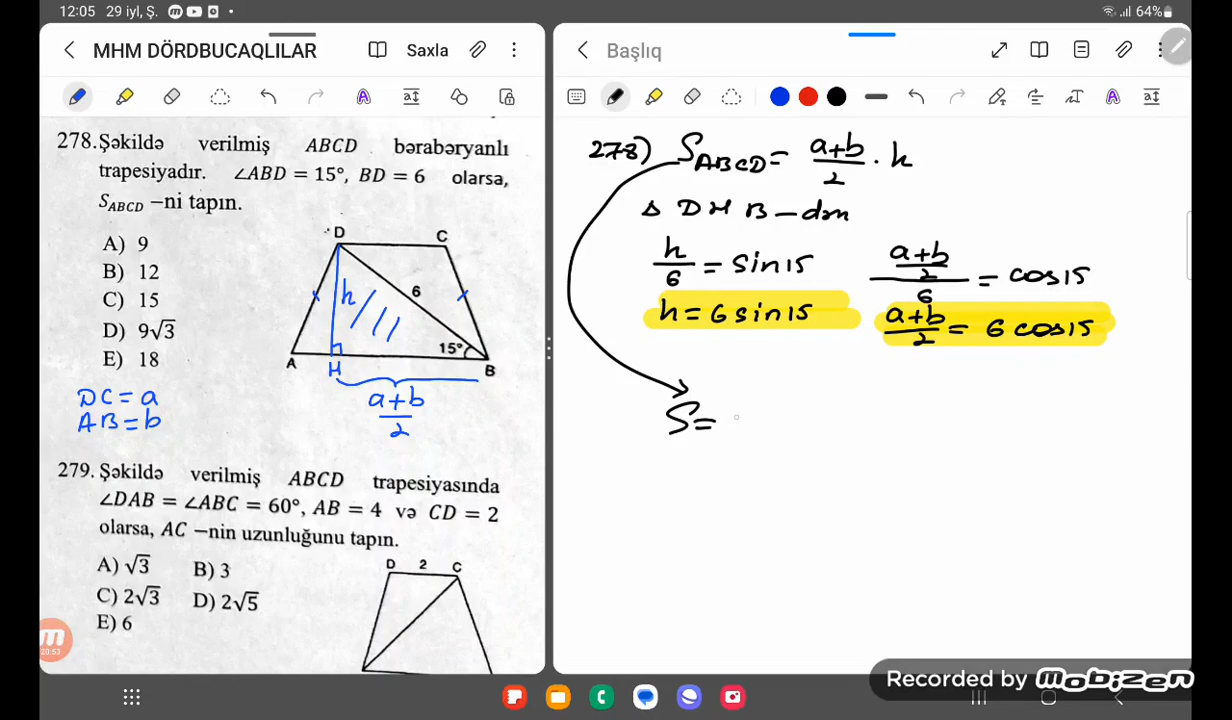 12:05 29 iyl, Ş.
64%
MHM DÖRDBUCAQLILAR
Saxla
Başlıq
278. Şəkildə verilmiş ABCD bərabəryanlı
trapesiyadır. ∠ABD = 15°, BD = 6 olarsa,
S_ABCD −ni tapın.
A) 9
B) 12
C) 15
D) 9√3
E) 18
D
C
6
h
15°
A
H
B
DC = a
AB = b
a+b
2
279. Şəkildə verilmiş ABCD trapesiyasında
∠DAB = ∠ABC = 60°, AB = 4 və CD = 2
olarsa, AC −nin uzunluğunu tapın.
A) √3 B) 3
C) 2√3 D) 2√5
E) 6
D 2 C
20:53
278) S_ABCD = a+b/2 · h
Δ DHB−dən
h/6 = sin15
h = 6 sin15
a+b/2/6 = cos15
a+b/2 = 6 cos15
S=
Recorded by mobizen